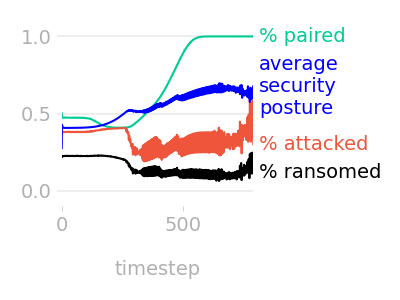 1.0
% paired
average
security
posture
0.5
% attacked
% ransomed
0.0
0
500
timestep